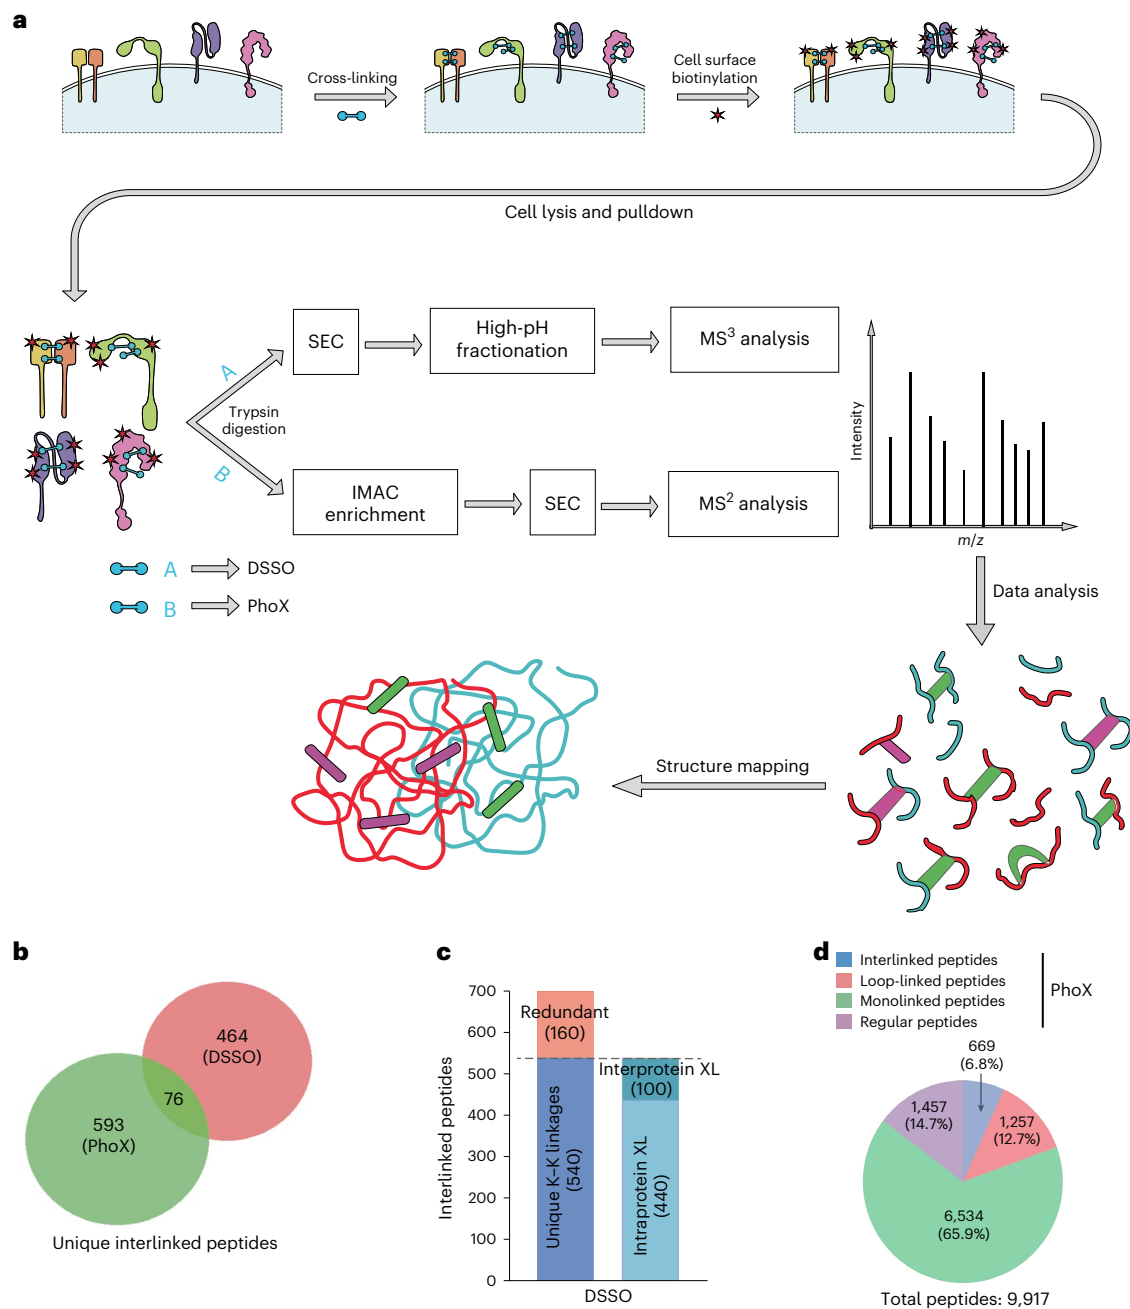 a
Cross-linking
Cell surface
biotinylation
Cell lysis and pulldown
A
Trypsin
digestion
B
SEC
High-pH
fractionation
MS³ analysis
IMAC
enrichment
SEC
MS² analysis
Intensity
m/z
A
DSSO
B
PhoX
Data analysis
Structure mapping
b
464
(DSSO)
76
593
(PhoX)
Unique interlinked peptides
c
Interlinked peptides
700
600
500
400
300
200
100
0
Redundant
(160)
Unique K–K linkages
(540)
Interprotein XL
(100)
Intraprotein XL
(440)
DSSO
d
Interlinked peptides
Loop-linked peptides
Monolinked peptides
Regular peptides
PhoX
669
(6.8%)
1,457
(14.7%)
1,257
(12.7%)
6,534
(65.9%)
Total peptides: 9,917